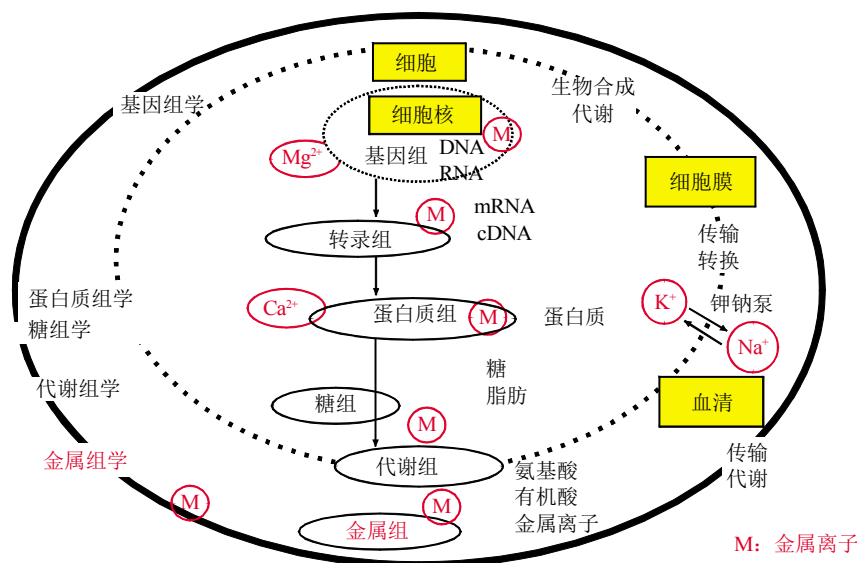 细胞
基因组学
生物合成
代谢
细胞核
M
Mg²⁺
基因组
DNA
RNA
细胞膜
M
mRNA
cDNA
转录组
传输
转换
蛋白质组学
糖组学
Ca²⁺
蛋白质组
M
蛋白质
K⁺
钾钠泵
Na⁺
糖
脂肪
代谢组学
糖组
血清
M
金属组学
代谢组
氨基酸
有机酸
金属离子
传输
代谢
M
M
金属组
M：金属离子